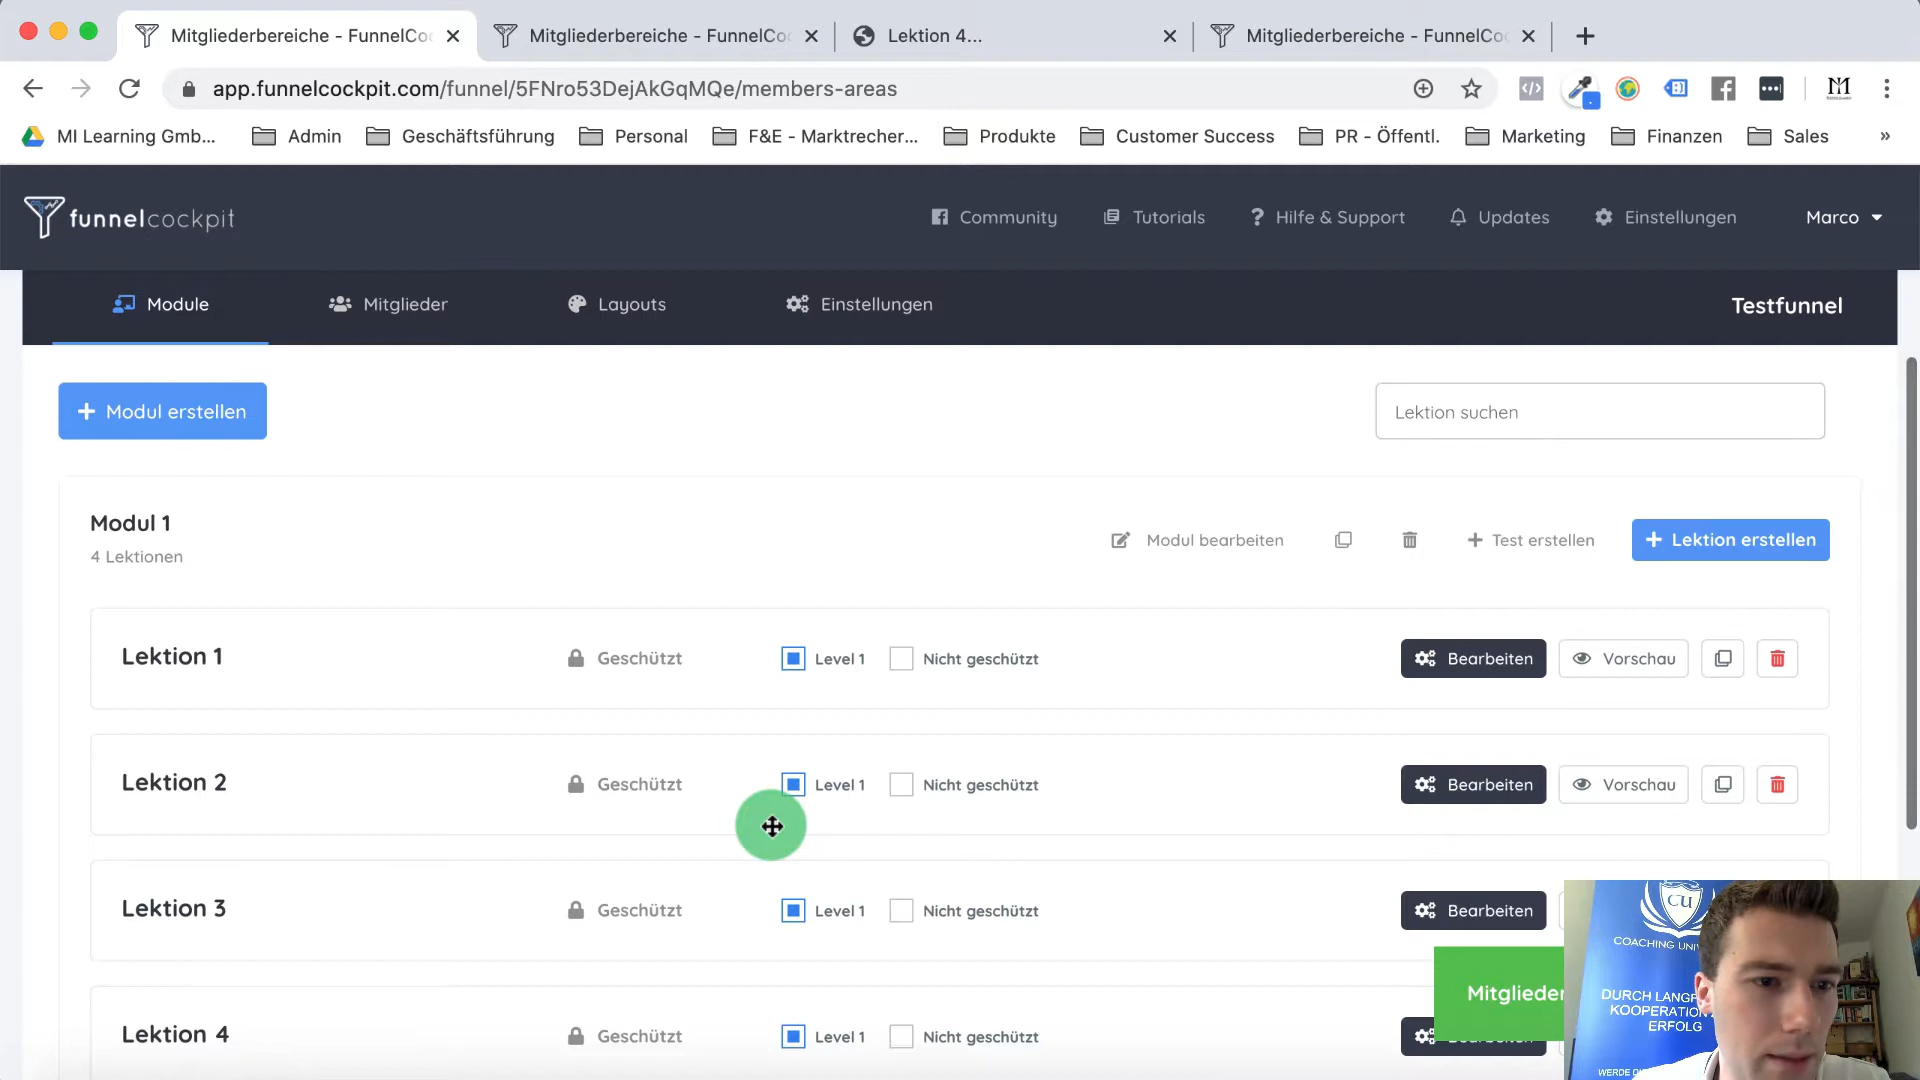 Mitgliederbereiche - FunnelCo
Mitgliederbereiche - FunnelCo
Lektion 4...
Mitgliederbereiche - FunnelCo
app.funnelcockpit.com/funnel/5FNro53DejAkGqMQe/members-areas
MI Learning GmbH...
Admin
Geschäftsführung
Personal
F&E - Marktrecher...
Produkte
Customer Success
PR - Öffentl.
Marketing
Finanzen
Sales
»
funnelcockpit
Community
Tutorials
Hilfe & Support
Updates
Einstellungen
Marco
Module
Mitglieder
Layouts
Einstellungen
Testfunnel
+ Modul erstellen
Lektion suchen
Modul 1
4 Lektionen
Modul bearbeiten
+ Test erstellen
+ Lektion erstellen
Lektion 1
Geschützt
Level 1
Nicht geschützt
Bearbeiten
Vorschau
Lektion 2
Geschützt
Level 1
Nicht geschützt
Bearbeiten
Vorschau
Lektion 3
Geschützt
Level 1
Nicht geschützt
Bearbeiten
Lektion 4
Geschützt
Level 1
Nicht geschützt
Mitglieder
CU
COACHING UNI
DURCH LANGF
KOOPERATION
ERFOLG